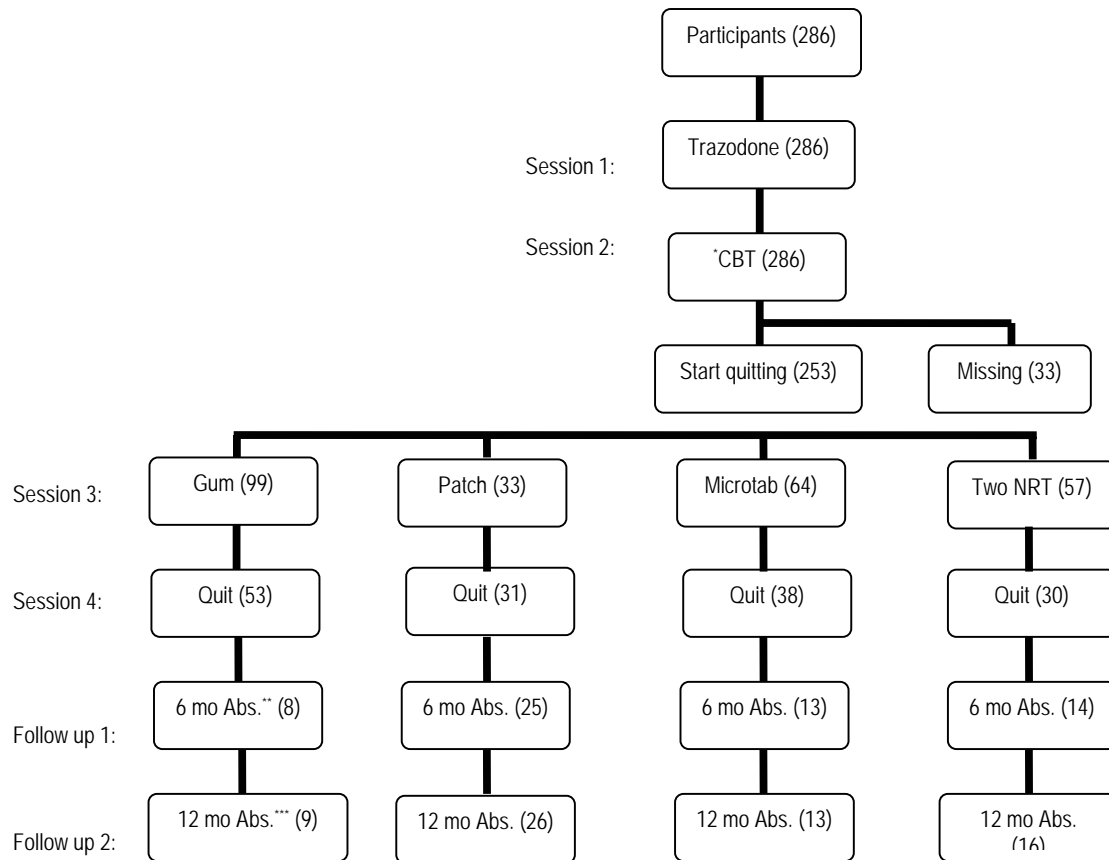 Participants (286)
Session 1:
Trazodone (286)
Session 2:
*CBT (286)
Start quitting (253)
Missing (33)
Session 3:
Gum (99)
Patch (33)
Microtab (64)
Two NRT (57)
Session 4:
Quit (53)
Quit (31)
Quit (38)
Quit (30)
Follow up 1:
6 mo Abs.** (8)
6 mo Abs. (25)
6 mo Abs. (13)
6 mo Abs. (14)
Follow up 2:
12 mo Abs.*** (9)
12 mo Abs. (26)
12 mo Abs. (13)
12 mo Abs.
(16)